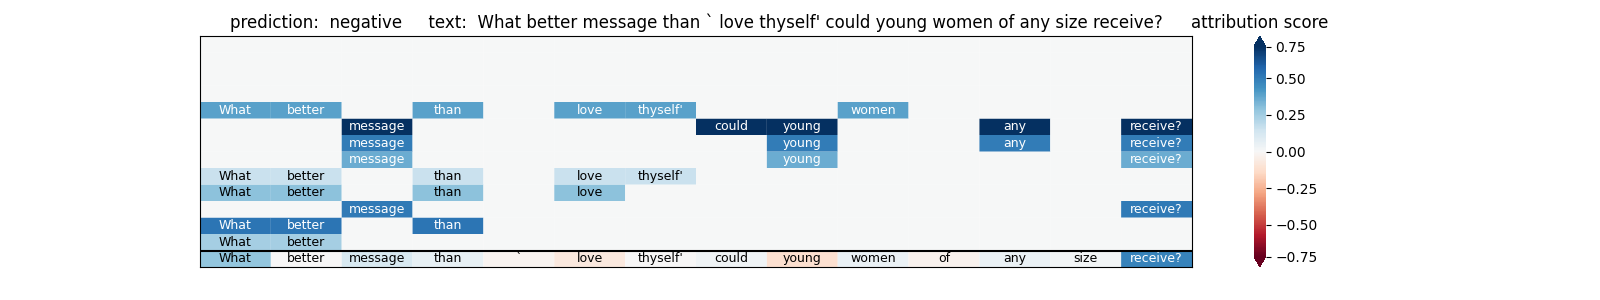 prediction: negative text: What better message than ` love thyself' could young women of any size receive? attribution score
What better than love thyself' women
message could young any receive?
message young any receive?
message young receive?
What better than love thyself'
What better than love
message receive?
What better than
What better
What better message than ` love thyself' could young women of any size receive?
0.75
0.50
0.25
0.00
−0.25
−0.50
−0.75